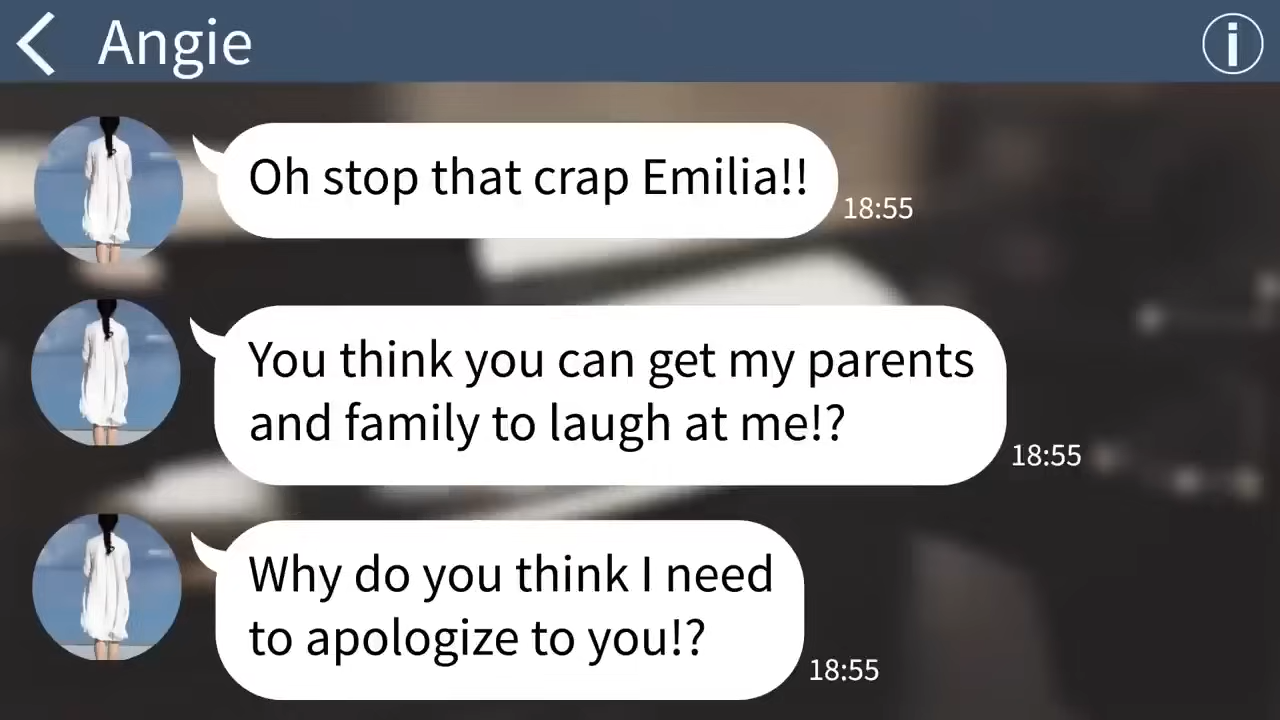 Angie
Oh stop that crap Emilia!!
18:55
You think you can get my parents
and family to laugh at me!?
18:55
Why do you think I need
to apologize to you!?
18:55